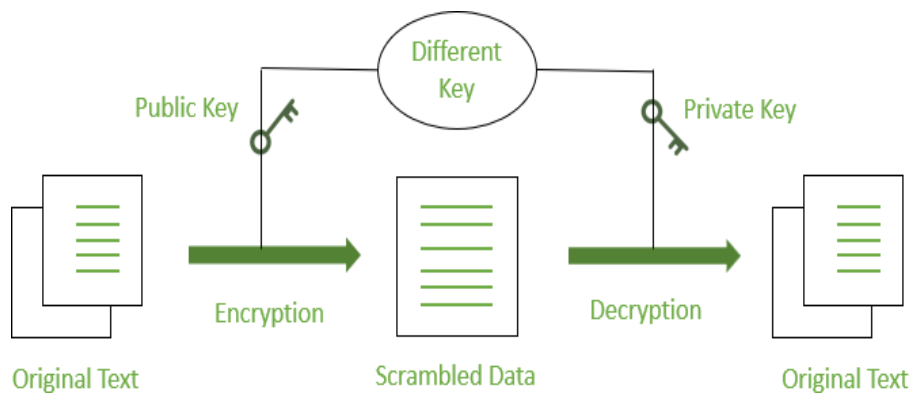 Different
Key
Public Key
Private Key
Encryption
Decryption
Original Text
Scrambled Data
Original Text